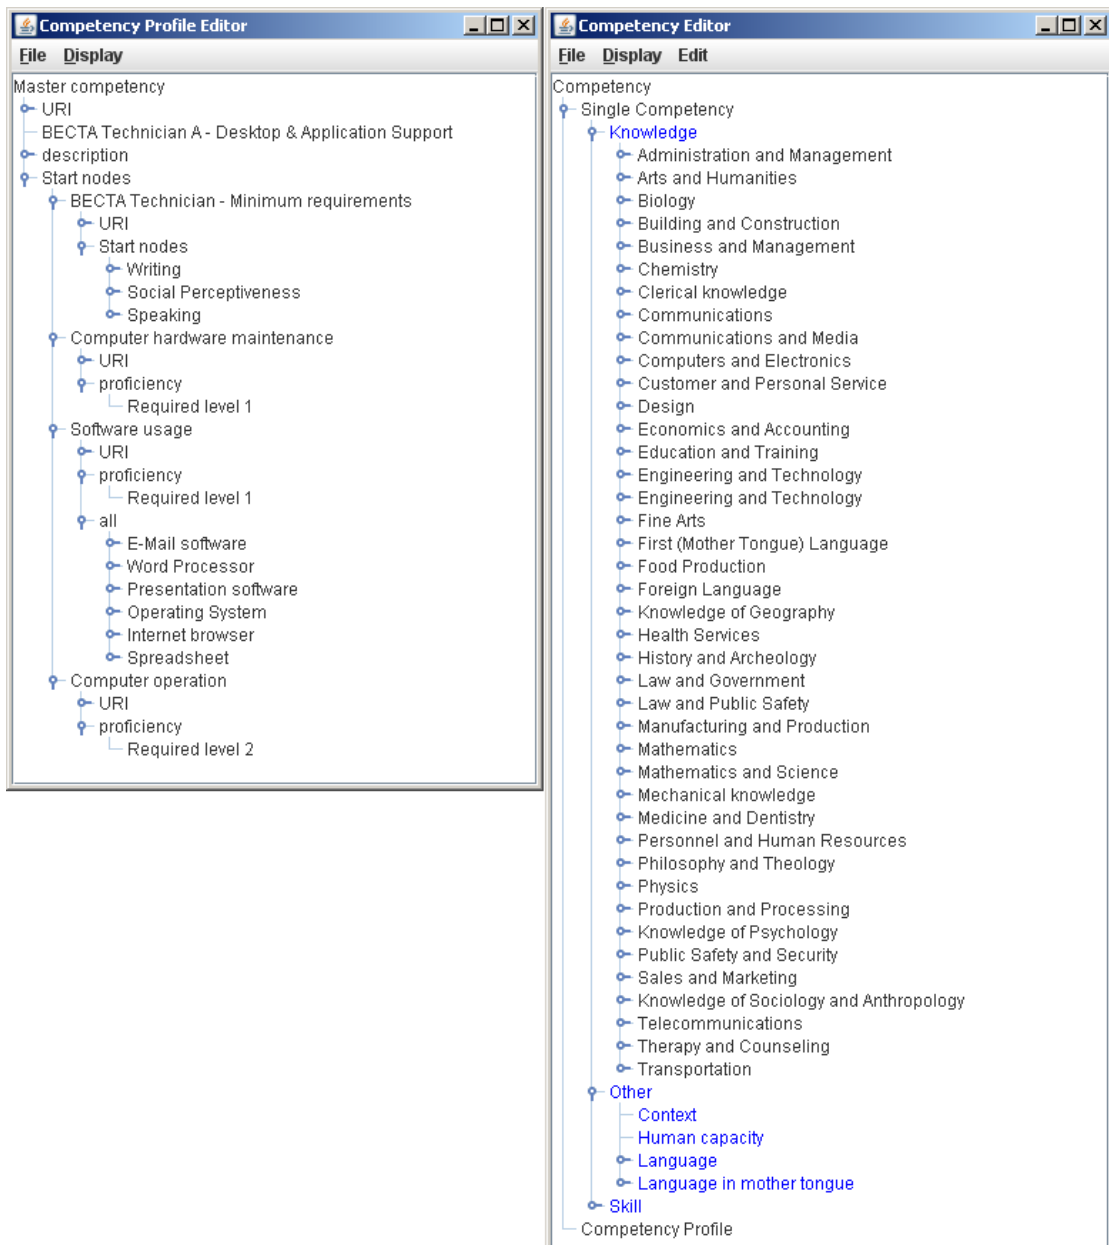 Competency Profile Editor
File Display
Master competency
URI
BECTA Technician A - Desktop & Application Support
description
Start nodes
BECTA Technician - Minimum requirements
URI
Start nodes
Writing
Social Perceptiveness
Speaking
Computer hardware maintenance
URI
proficiency
Required level 1
Software usage
URI
proficiency
Required level 1
all
E-Mail software
Word Processor
Presentation software
Operating System
Internet browser
Spreadsheet
Computer operation
URI
proficiency
Required level 2
Competency Editor
File Display Edit
Competency
Single Competency
Knowledge
Administration and Management
Arts and Humanities
Biology
Building and Construction
Business and Management
Chemistry
Clerical knowledge
Communications
Communications and Media
Computers and Electronics
Customer and Personal Service
Design
Economics and Accounting
Education and Training
Engineering and Technology
Engineering and Technology
Fine Arts
First (Mother Tongue) Language
Food Production
Foreign Language
Knowledge of Geography
Health Services
History and Archeology
Law and Government
Law and Public Safety
Manufacturing and Production
Mathematics
Mathematics and Science
Mechanical knowledge
Medicine and Dentistry
Personnel and Human Resources
Philosophy and Theology
Physics
Production and Processing
Knowledge of Psychology
Public Safety and Security
Sales and Marketing
Knowledge of Sociology and Anthropology
Telecommunications
Therapy and Counseling
Transportation
Other
Context
Human capacity
Language
Language in mother tongue
Skill
Competency Profile